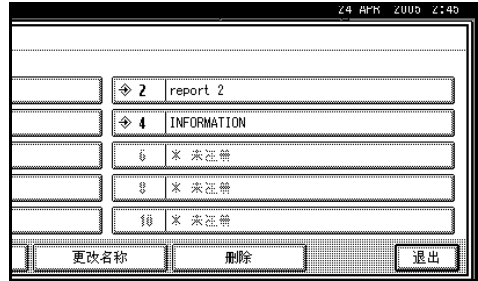 24 APR 2005 2:45
2 report 2
4 INFORMATION
6 * 未注册
8 * 未注册
10 * 未注册
更改名称 删除 退出